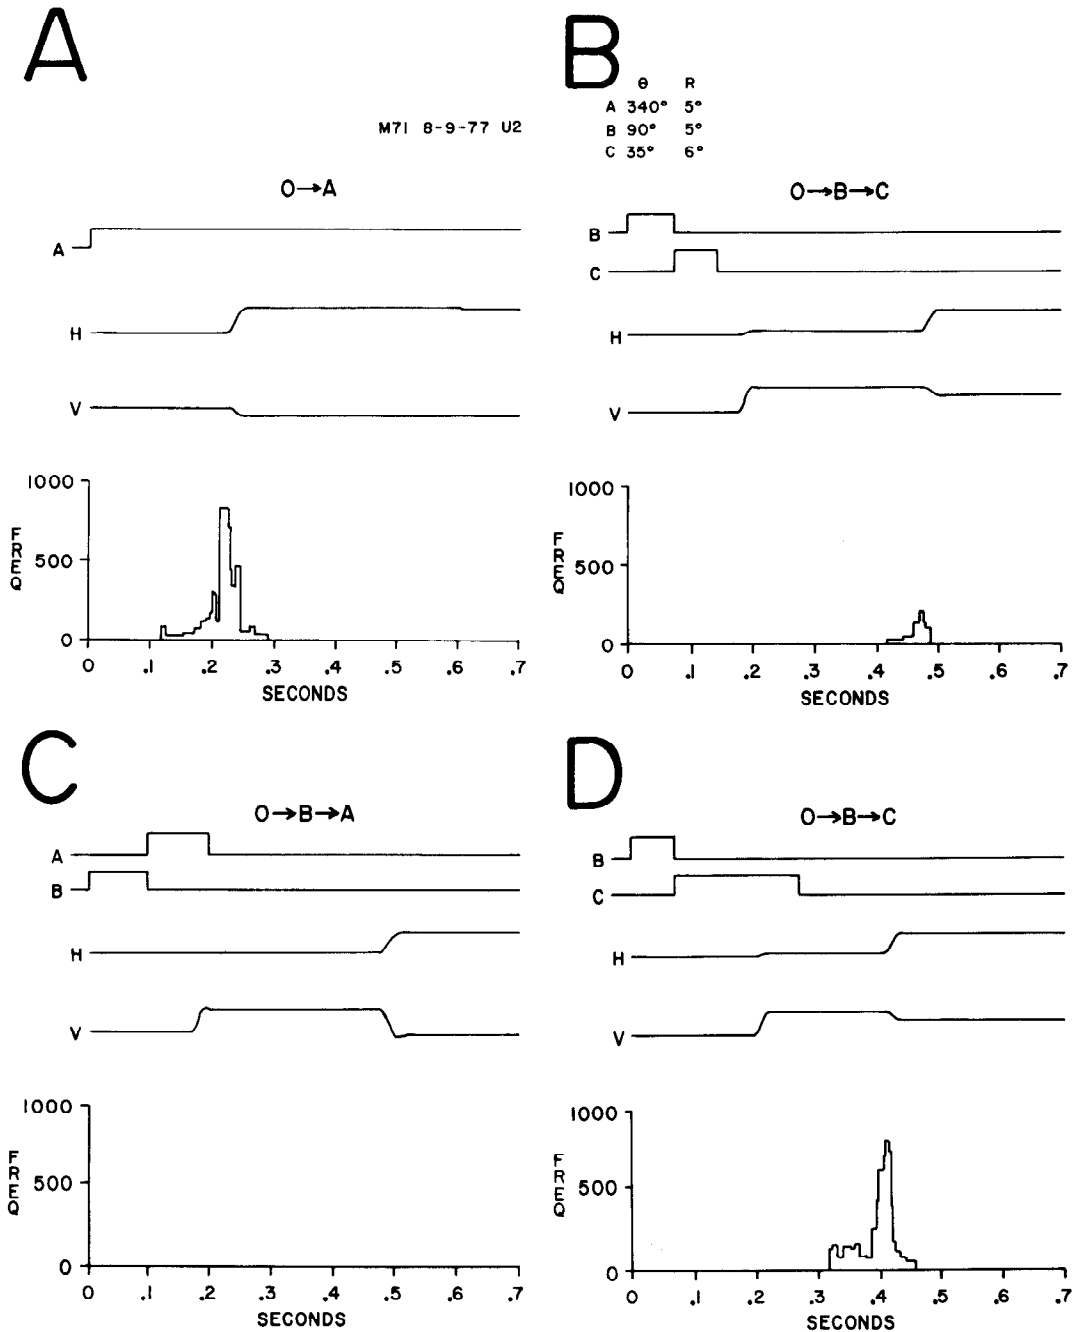 A
M71 8-9-77 U2
O→A
A
H
V
1000
500
0
FREQ
0 .1 .2 .3 .4 .5 .6 .7
SECONDS
B
θ R
A 340° 5°
B 90° 5°
C 35° 6°
O→B→C
B
C
H
V
1000
500
0
FREQ
0 .1 .2 .3 .4 .5 .6 .7
SECONDS
C
O→B→A
A
B
H
V
1000
500
0
FREQ
0 .1 .2 .3 .4 .5 .6 .7
SECONDS
D
O→B→C
B
C
H
V
1000
500
0
FREQ
0 .1 .2 .3 .4 .5 .6 .7
SECONDS